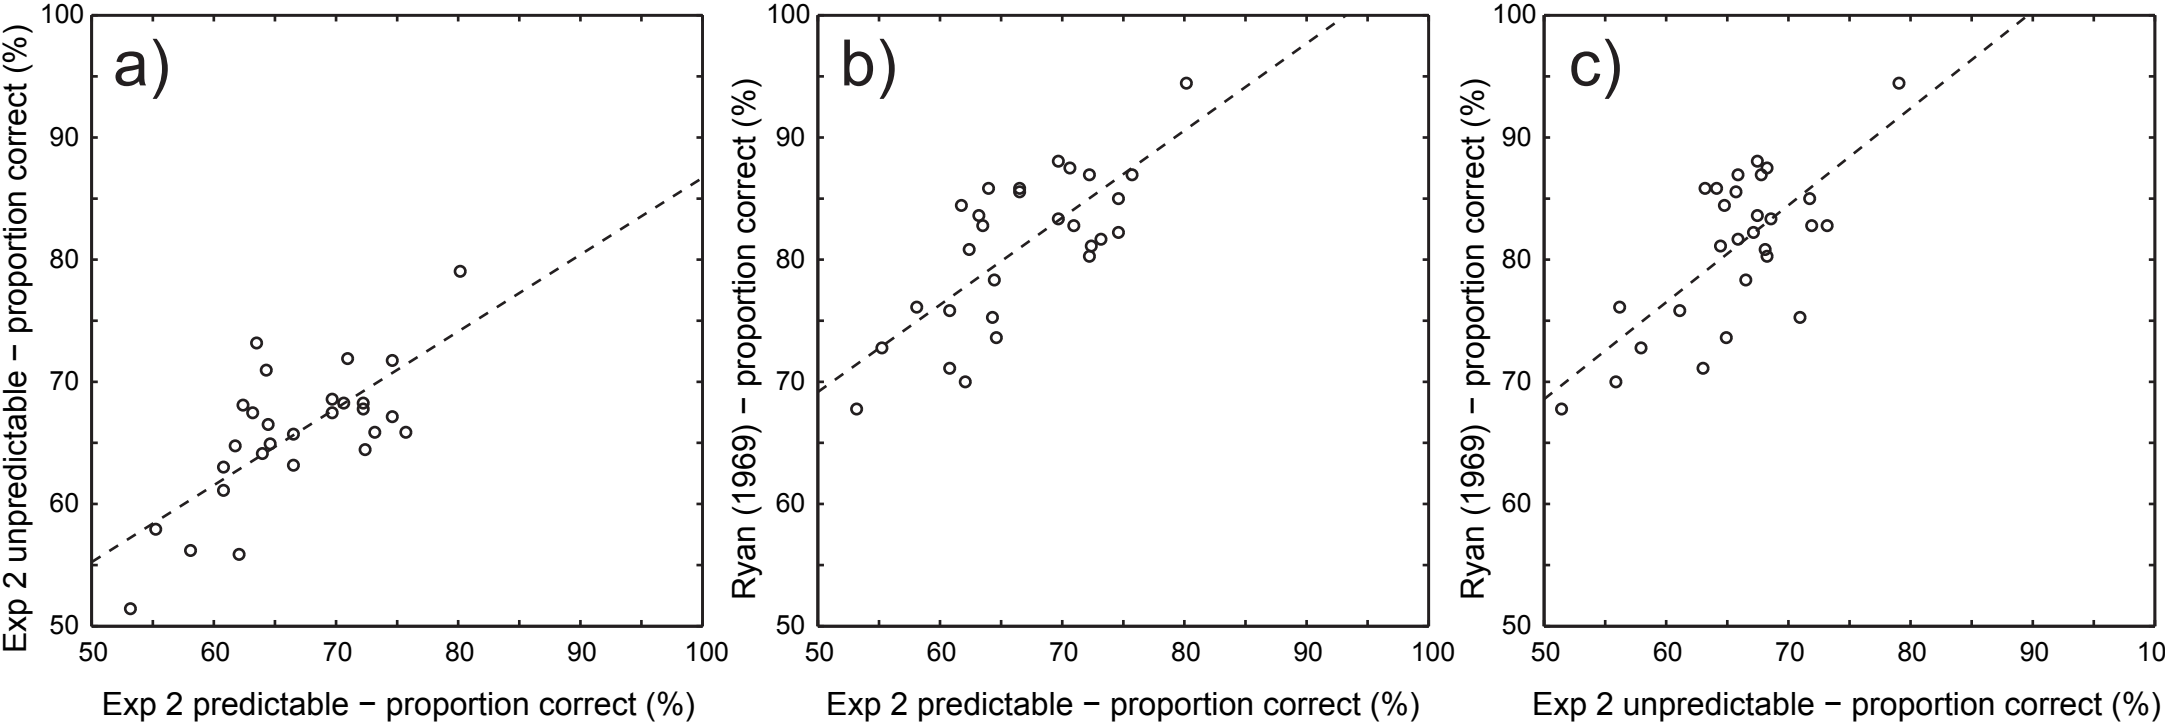 a)
Exp 2 unpredictable − proportion correct (%)
100
90
80
70
60
50
50 60 70 80 90 100
Exp 2 predictable − proportion correct (%)
b)
Ryan (1969) − proportion correct (%)
100
90
80
70
60
50
50 60 70 80 90 100
Exp 2 predictable − proportion correct (%)
c)
Ryan (1969) − proportion correct (%)
100
90
80
70
60
50
50 60 70 80 90 10
Exp 2 unpredictable − proportion correct (%)